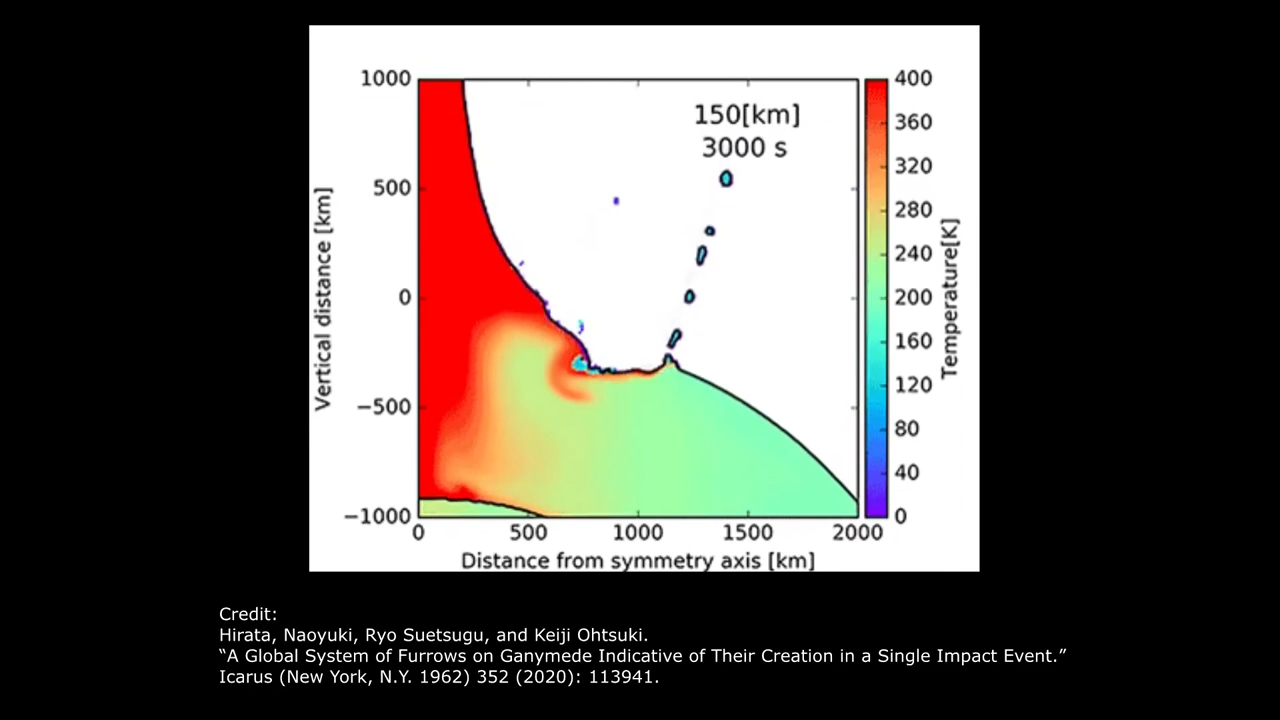 150[km]
3000 s
1000
500
0
−500
−1000
Vertical distance [km]
0
500
1000
1500
2000
Distance from symmetry axis [km]
400
360
320
280
240
200
160
120
80
40
0
Temperature[K]
Credit:
Hirata, Naoyuki, Ryo Suetsugu, and Keiji Ohtsuki.
“A Global System of Furrows on Ganymede Indicative of Their Creation in a Single Impact Event.”
Icarus (New York, N.Y. 1962) 352 (2020): 113941.